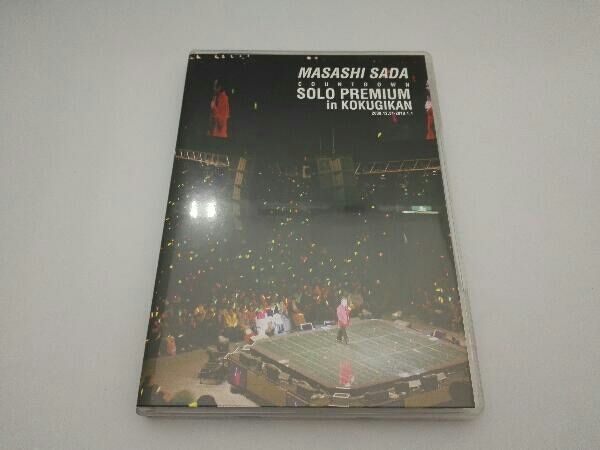 MASASHI SADA
COUNTDOWN
SOLO PREMIUM
in KOKUGIKAN